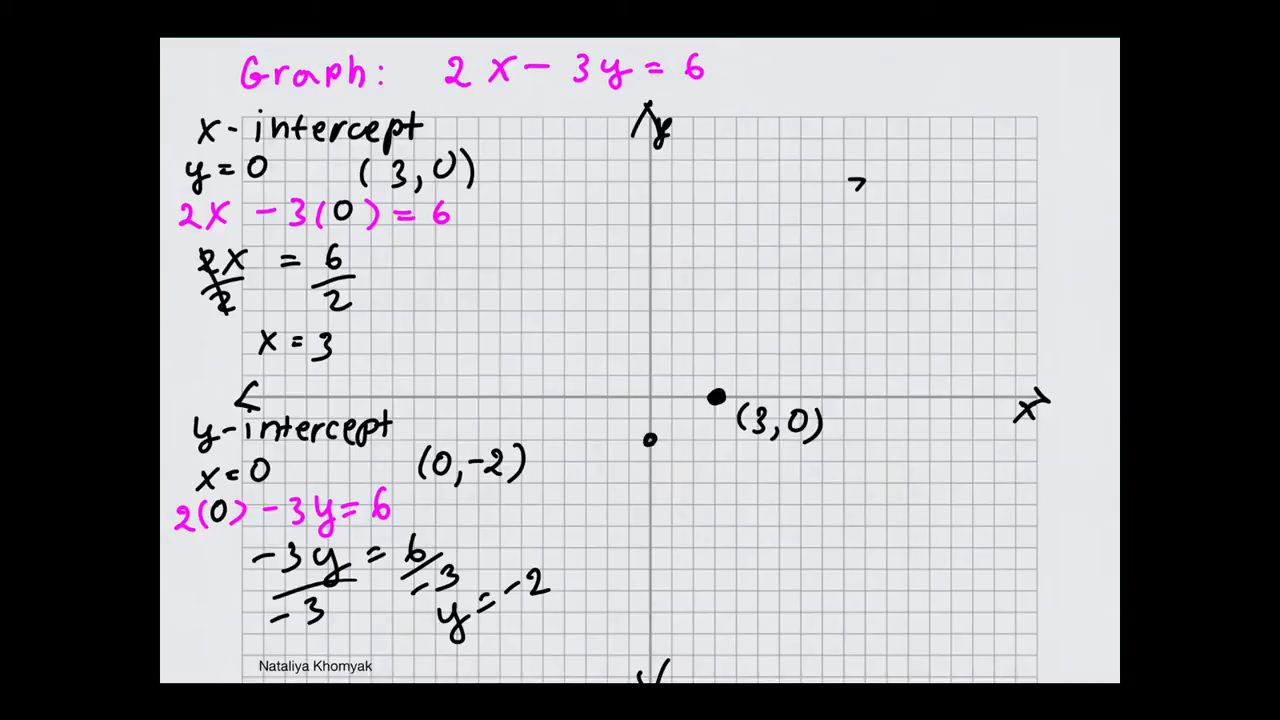 Graph: 2x - 3y = 6
x-intercept
y = 0 (3, 0)
2x - 3(0) = 6
2x = 6
2 2
x = 3
y-intercept
x = 0 (0, -2)
2(0) - 3y = 6
-3y = 6
-3 -3
y = -2
y
x
(3, 0)
Nataliya Khomyak